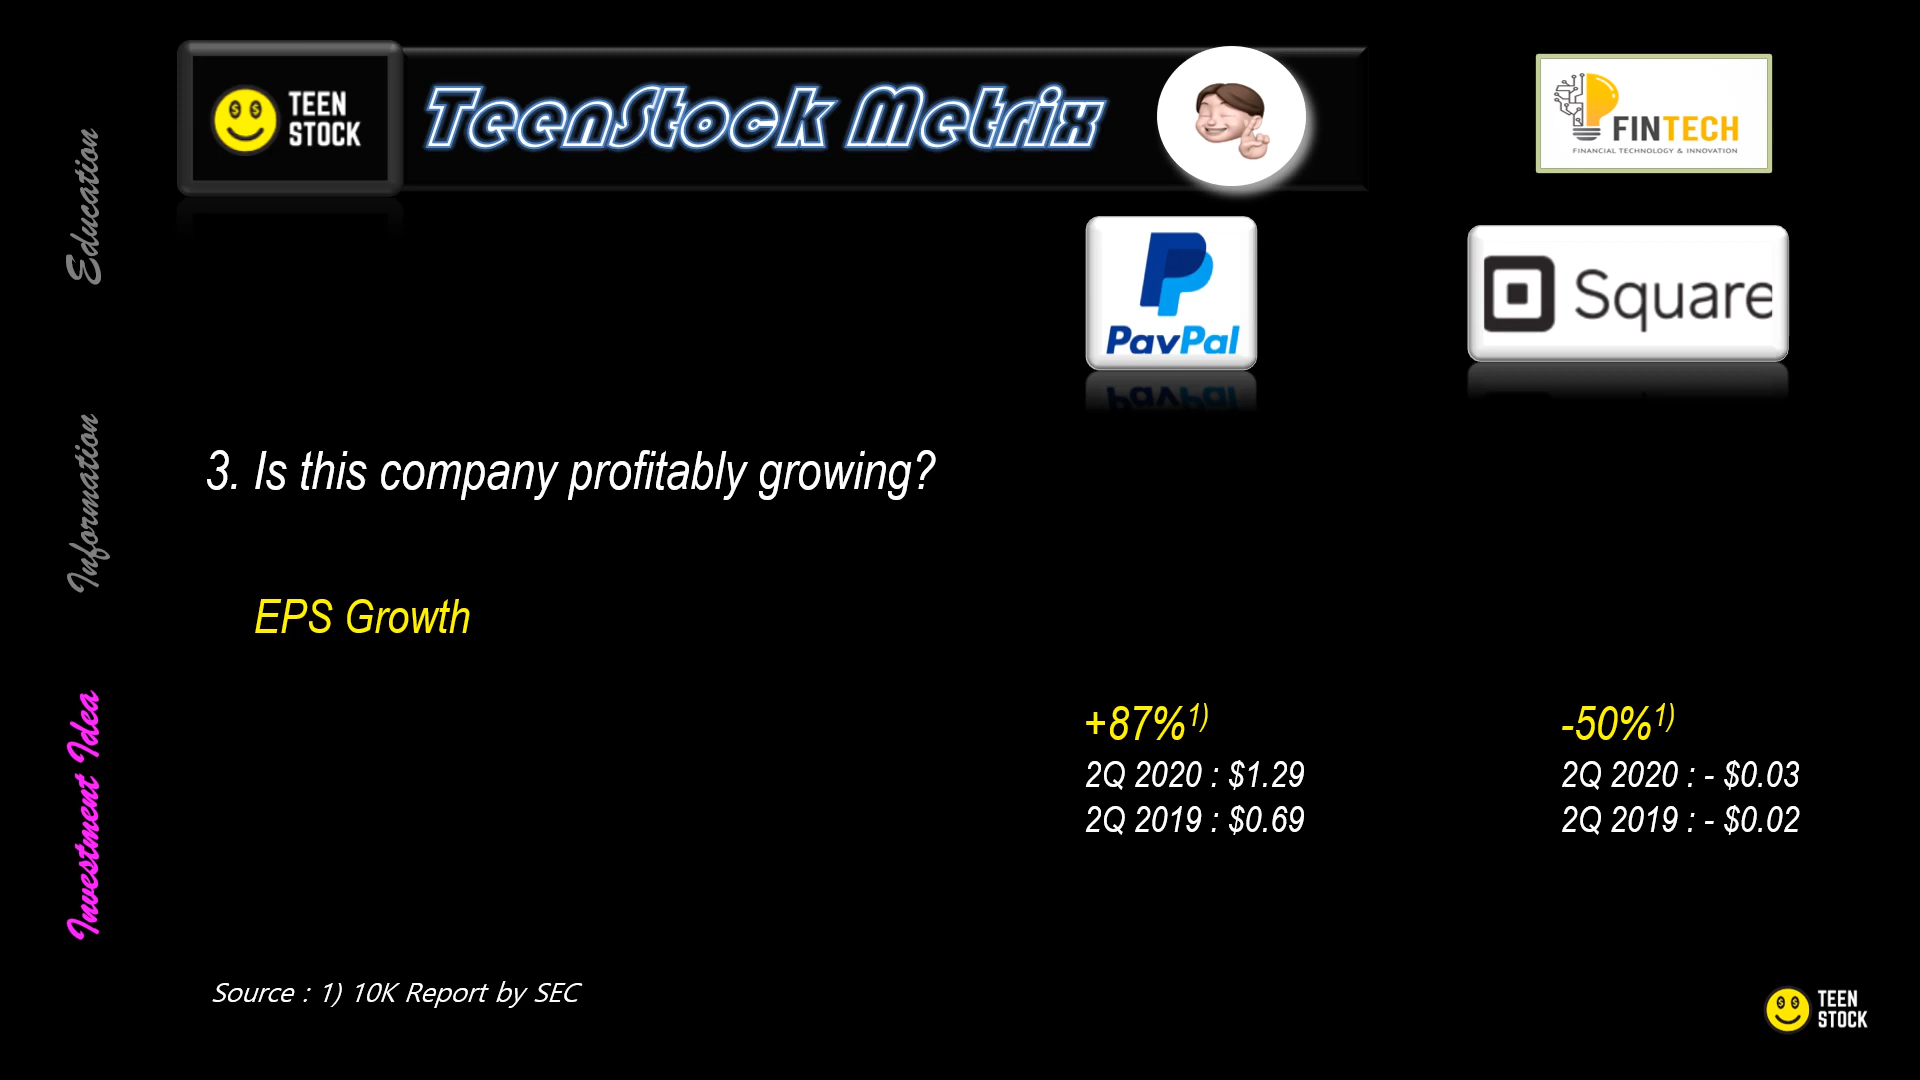 TEEN
STOCK
TeenStock Metrix
FINTECH
FINANCIAL TECHNOLOGY & INNOVATION
PayPal
Square
Education
Information
Investment Idea
3. Is this company profitably growing?
EPS Growth
+87%1)
2Q 2020 : $1.29
2Q 2019 : $0.69
-50%1)
2Q 2020 : - $0.03
2Q 2019 : - $0.02
Source : 1) 10K Report by SEC
TEEN
STOCK